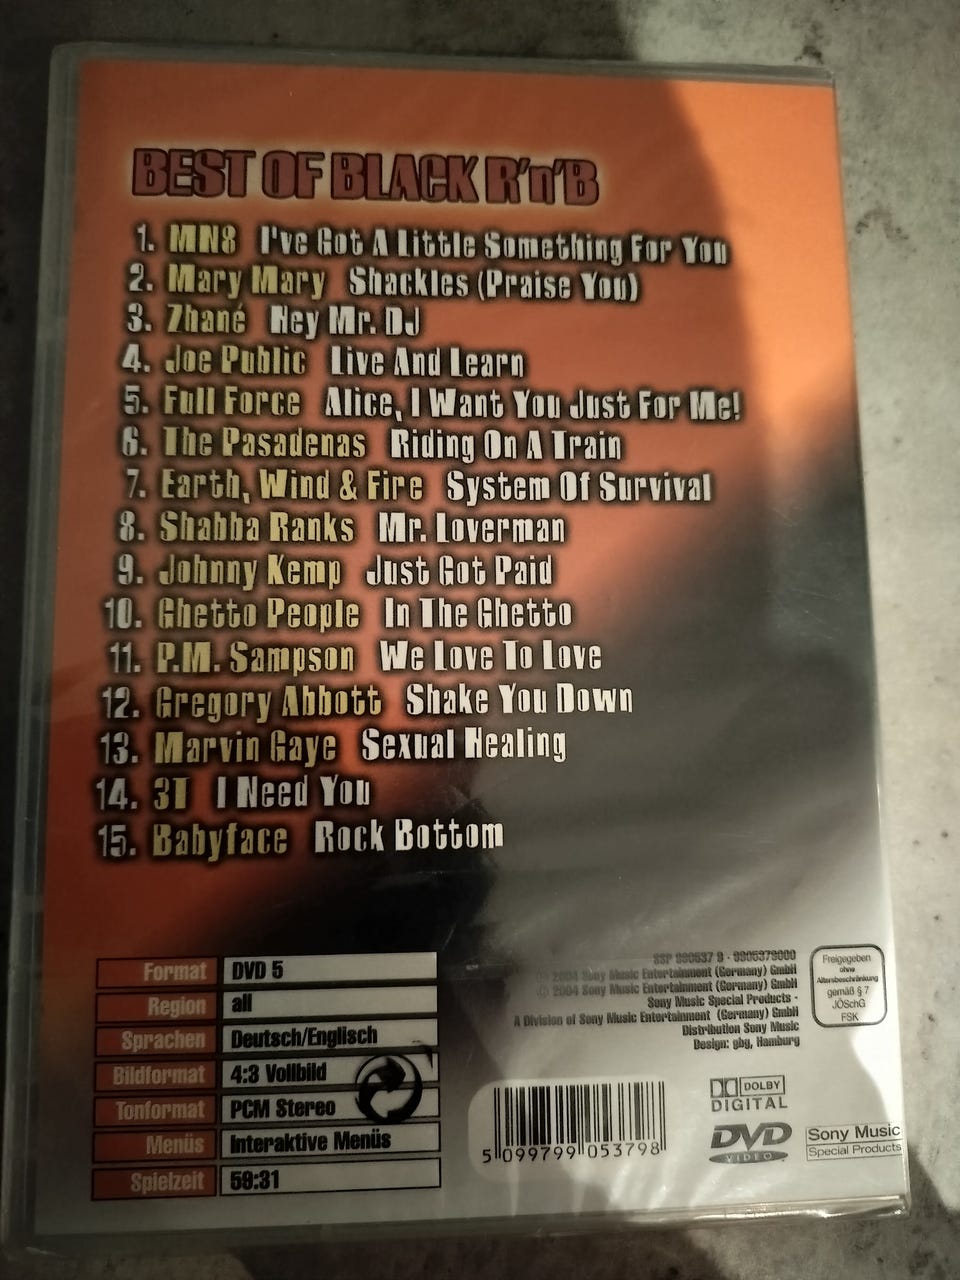 BEST OF BLACK R'n'B
1. MN8 I've Got A Little Something For You
2. Mary Mary Shackles (Praise You)
3. Zhané Hey Mr. DJ
4. Joe Public Live And Learn
5. Full Force Alice, I Want You Just For Me!
6. The Pasadenas Riding On A Train
7. Earth, Wind & Fire System Of Survival
8. Shabba Ranks Mr. Loverman
9. Johnny Kemp Just Got Paid
10. Ghetto People In The Ghetto
11. P.M. Sampson We Love To Love
12. Gregory Abbott Shake You Down
13. Marvin Gaye Sexual Healing
14. 3T I Need You
15. Babyface Rock Bottom
Format DVD 5
Region all
Sprachen Deutsch/Englisch
Bildformat 4:3 Vollbild
Tonformat PCM Stereo
Menüs Interaktive Menüs
Spielzeit 59:31
SSP 990537 9 - 9905379000
℗ 2004 Sony Music Entertainment (Germany) GmbH
© 2004 Sony Music Entertainment (Germany) GmbH
Sony Music Special Products -
A Division of Sony Music Entertainment (Germany) GmbH
Distribution Sony Music
Design: gbg, Hamburg
Freigegeben
ohne
Altersbeschränkung
gemäß § 7
JÖSchG
FSK
5 099799 053798
DOLBY
DIGITAL
DVD
VIDEO
Sony Music
Special Products